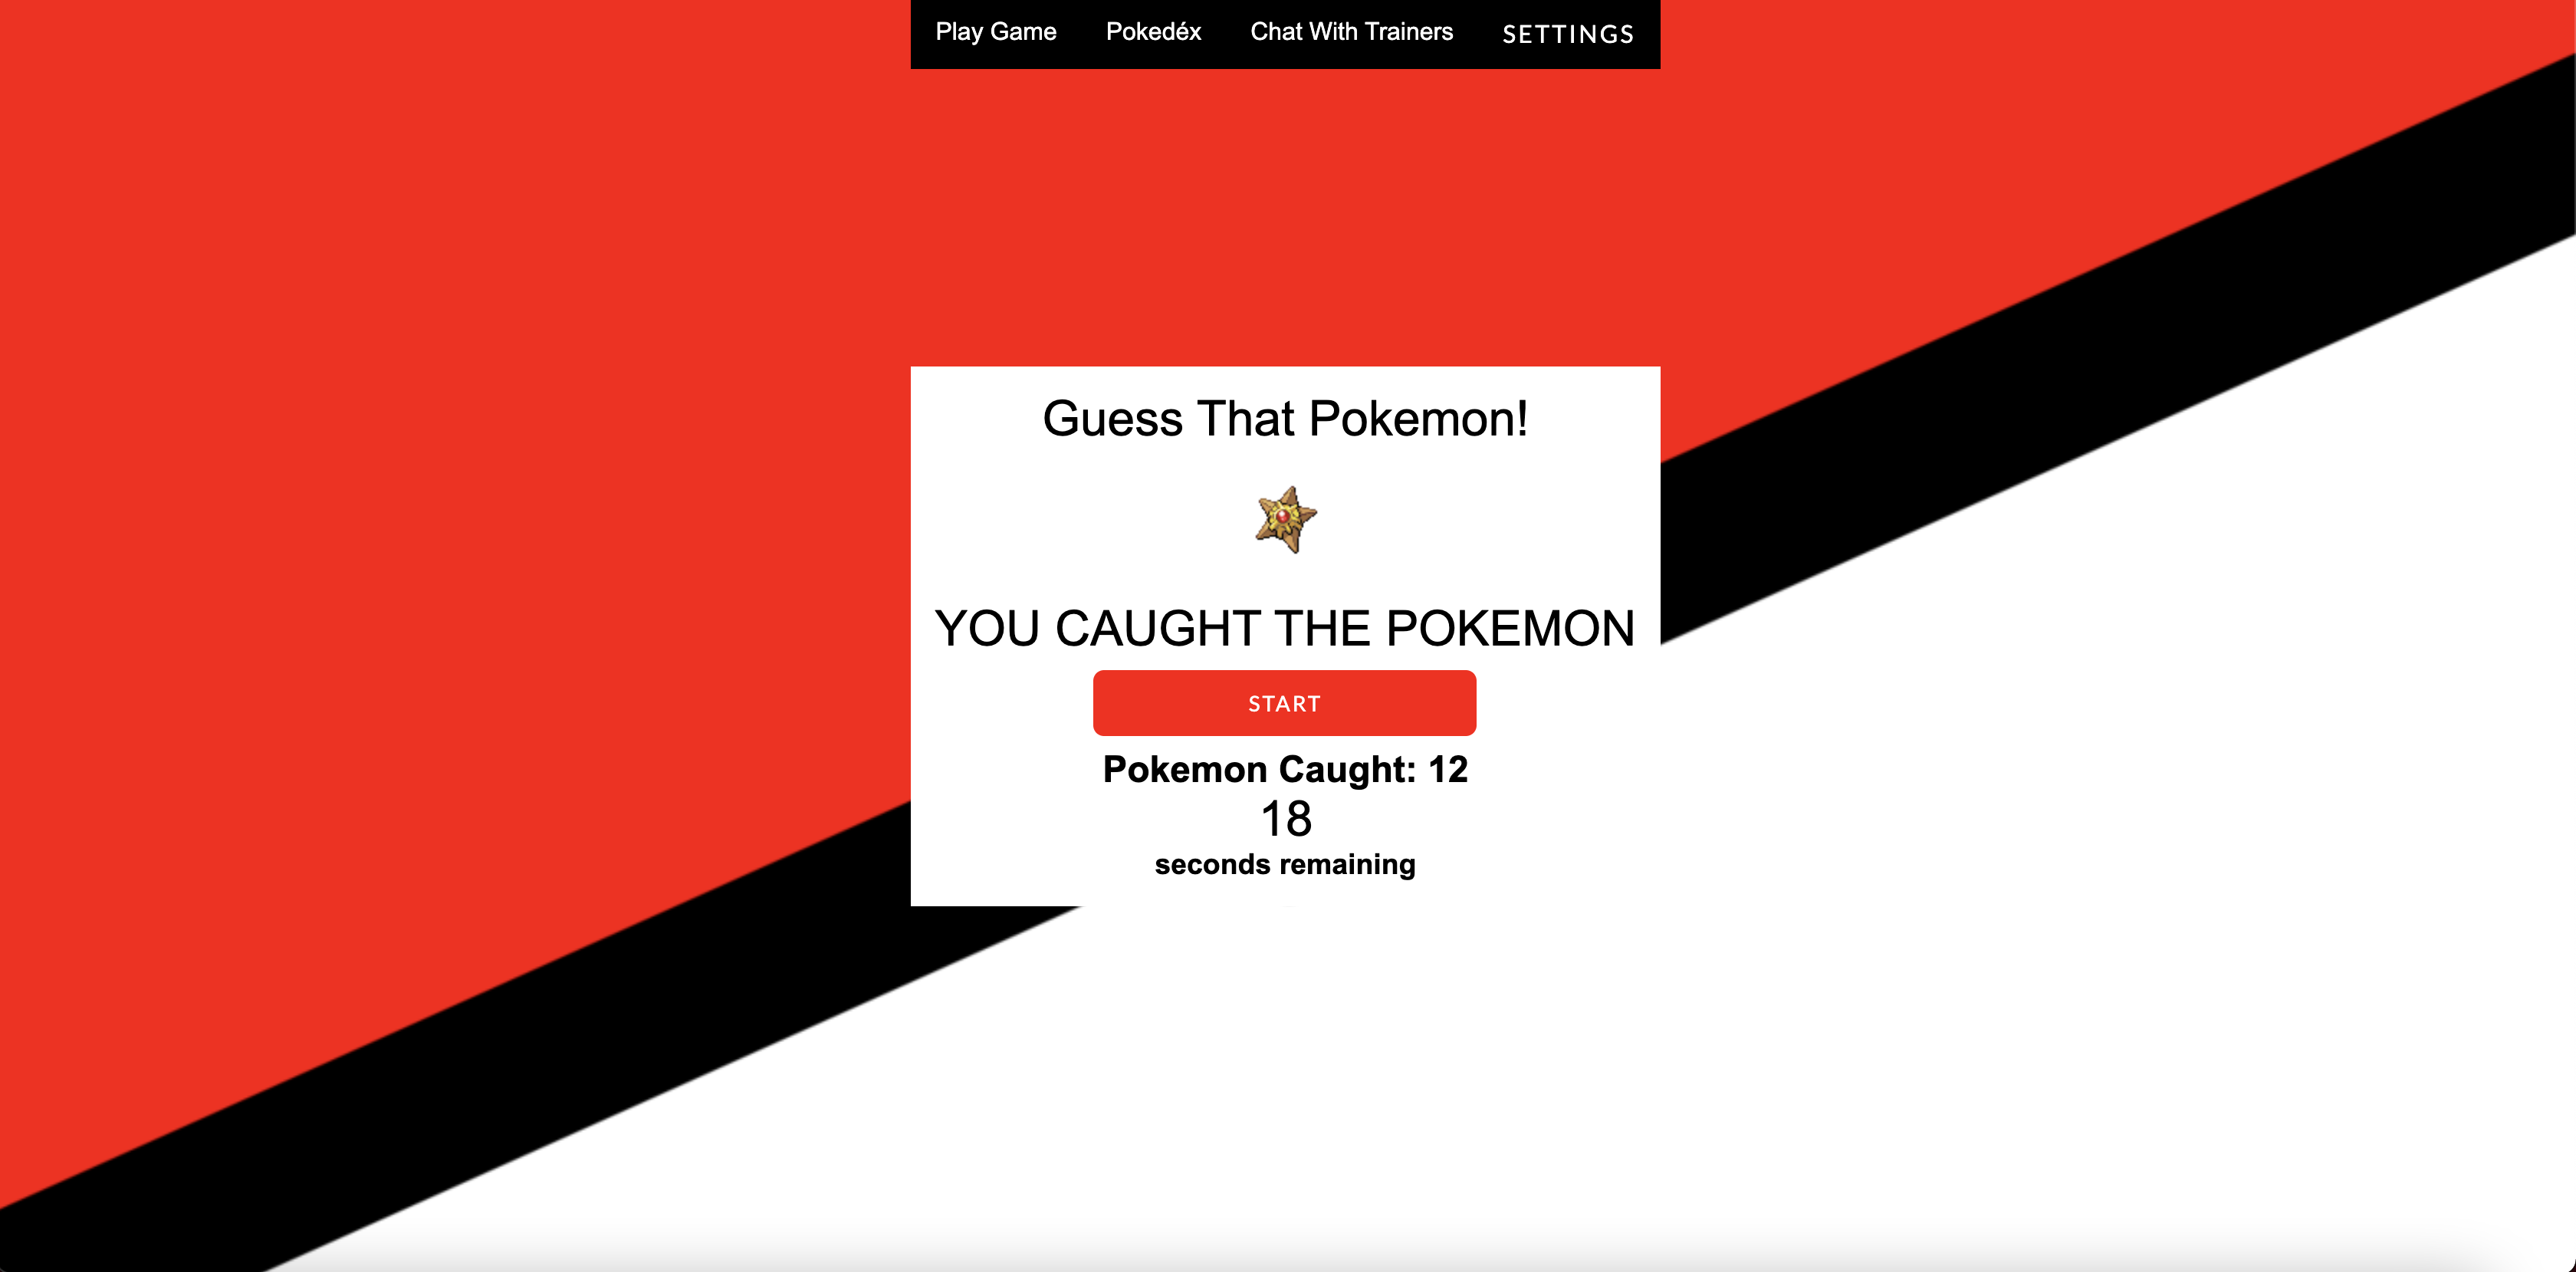 Play Game Pokedéx Chat With Trainers SETTINGS
Guess That Pokemon!
YOU CAUGHT THE POKEMON
START
Pokemon Caught: 12
18
seconds remaining